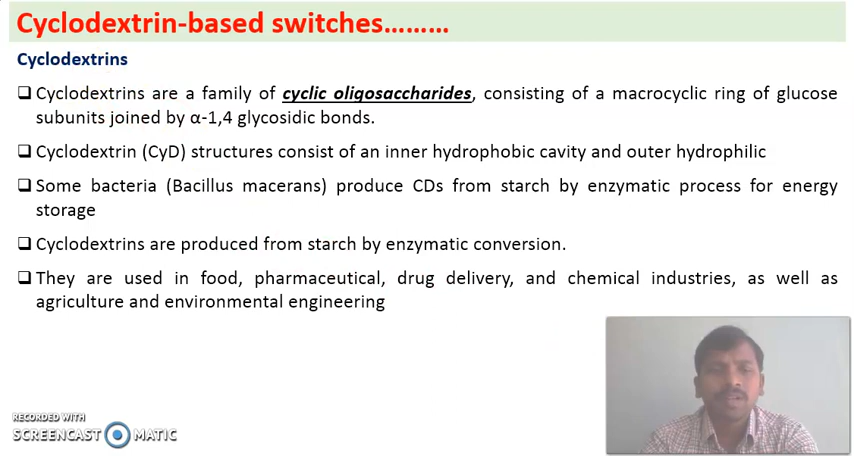 Cyclodextrin-based switches………
Cyclodextrins
❑ Cyclodextrins are a family of cyclic oligosaccharides, consisting of a macrocyclic ring of glucose
subunits joined by α-1,4 glycosidic bonds.
❑ Cyclodextrin (CyD) structures consist of an inner hydrophobic cavity and outer hydrophilic
❑ Some bacteria (Bacillus macerans) produce CDs from starch by enzymatic process for energy
storage
❑ Cyclodextrins are produced from starch by enzymatic conversion.
❑ They are used in food, pharmaceutical, drug delivery, and chemical industries, as well as
agriculture and environmental engineering
RECORDED WITH
SCREENCAST MATIC